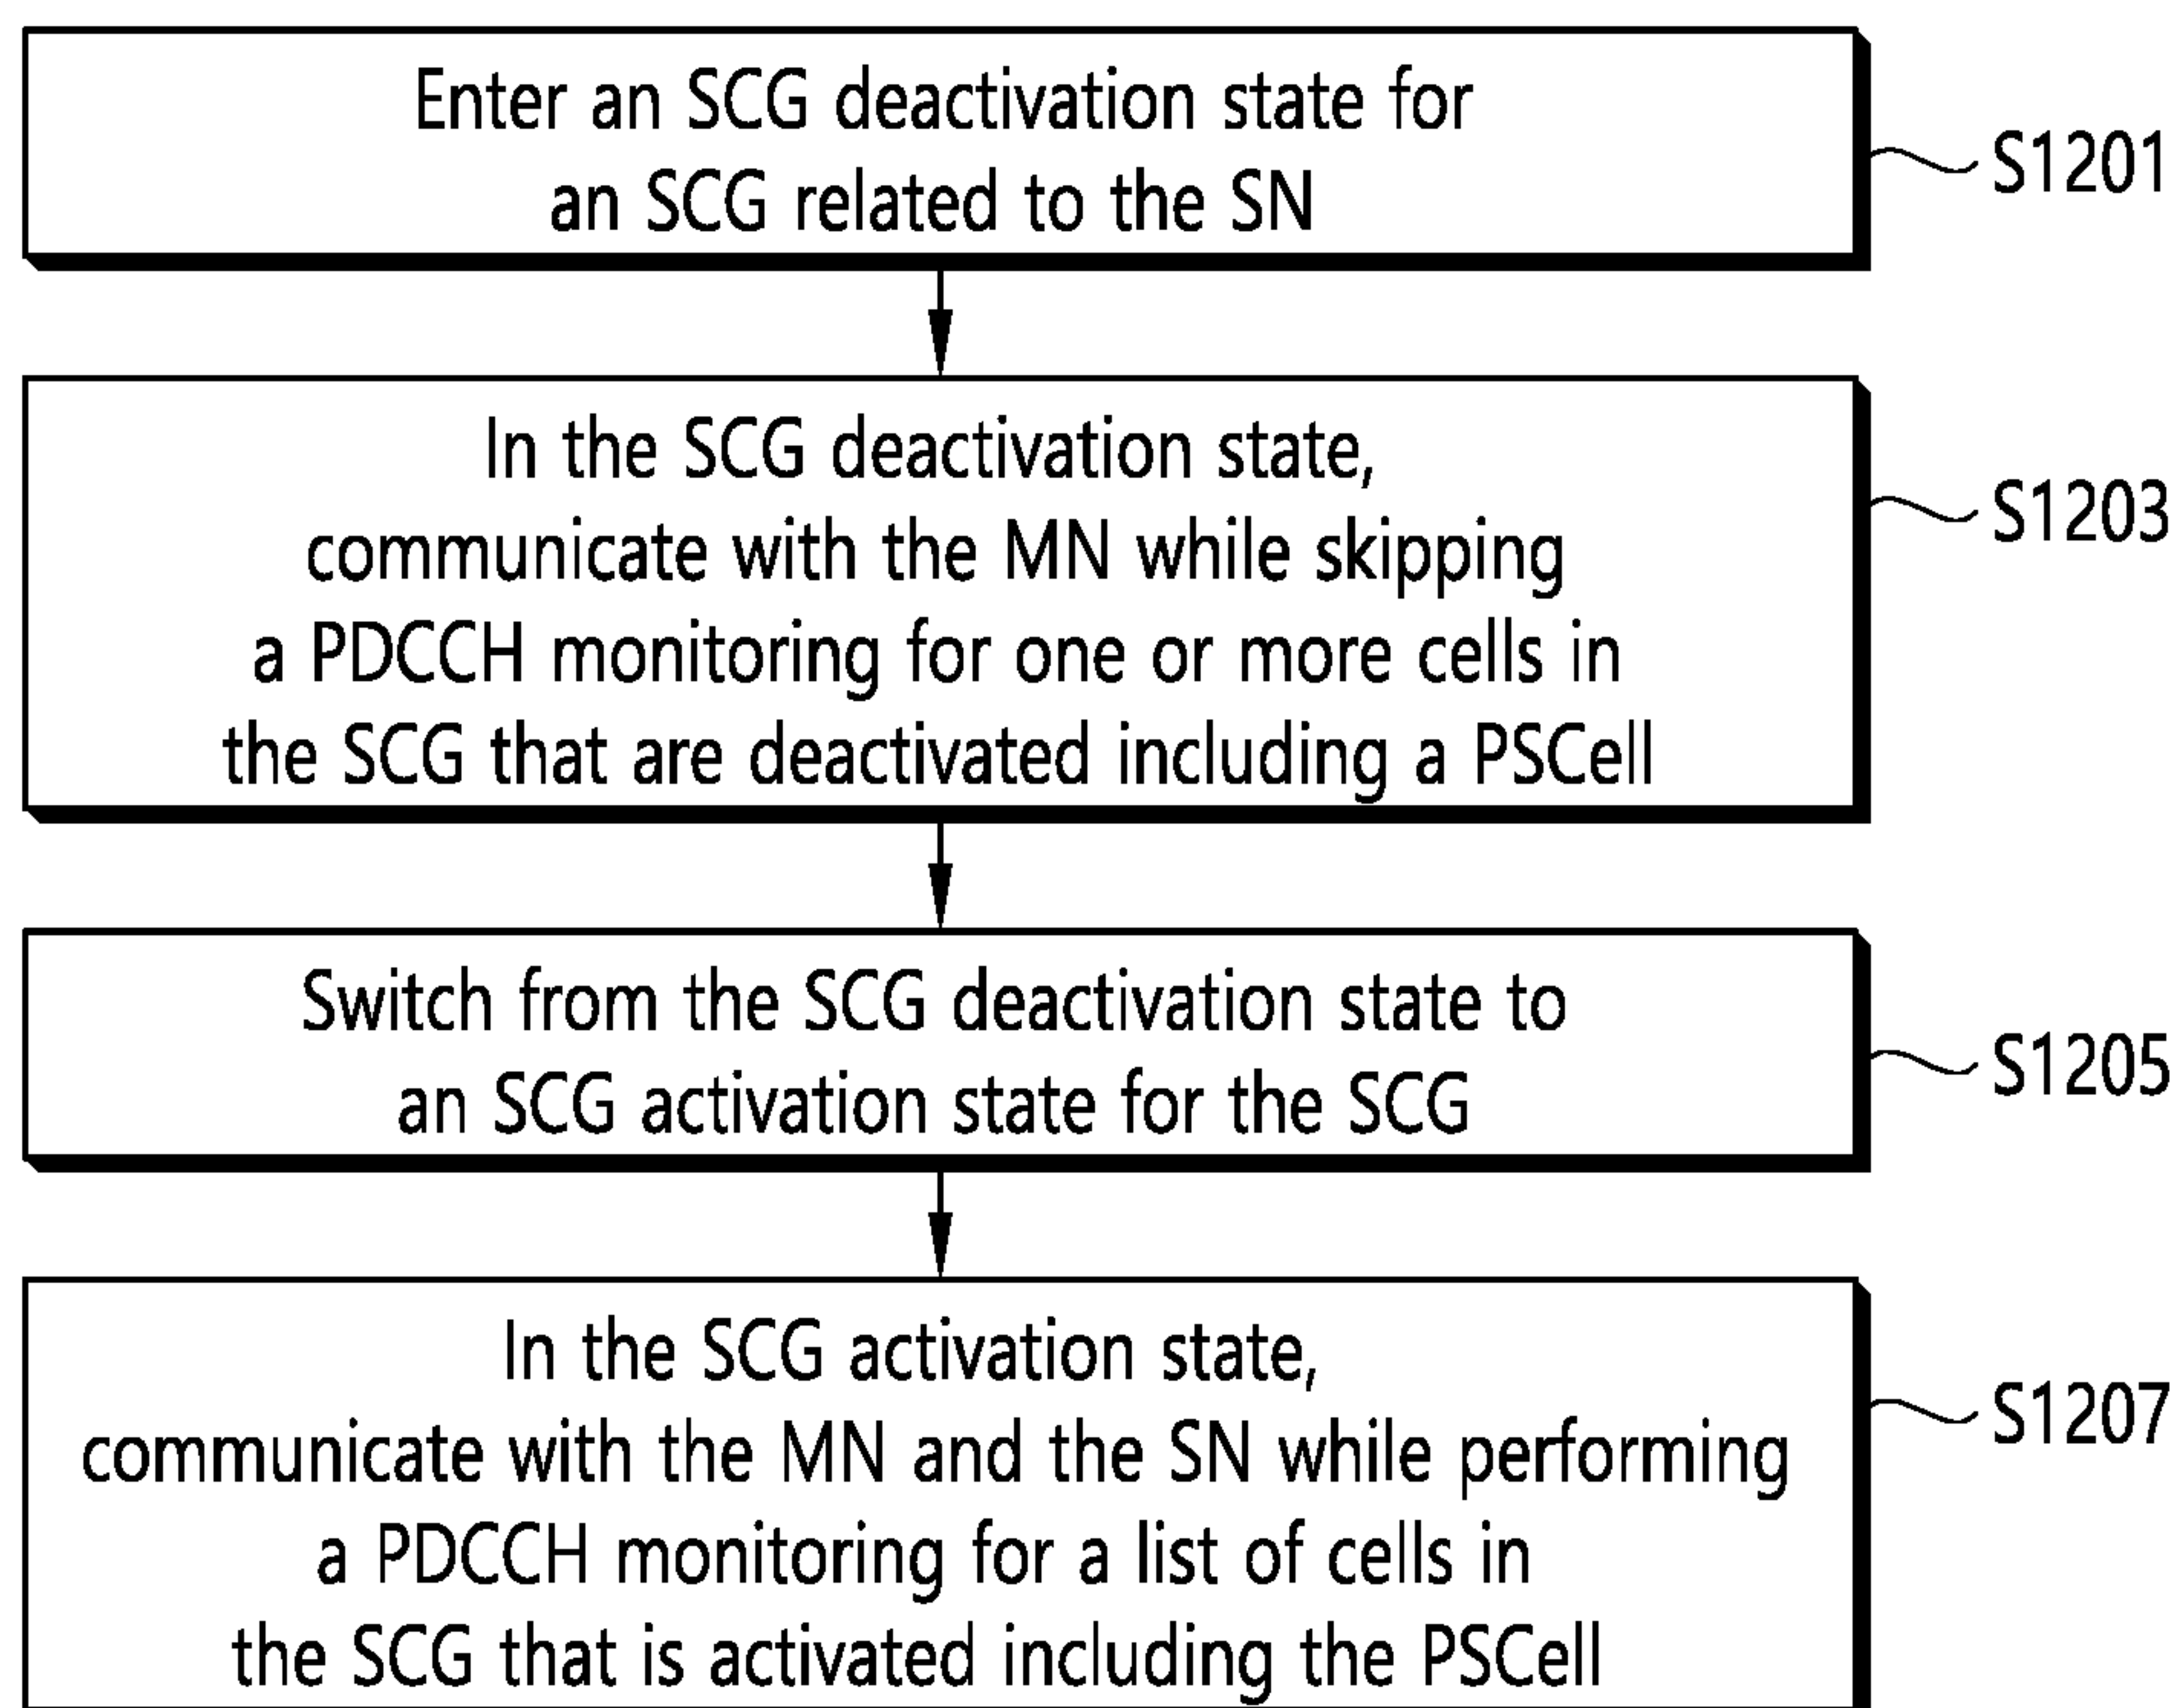 Enter an SCG deactivation state for
an SCG related to the SN
S1201
In the SCG deactivation state,
communicate with the MN while skipping
a PDCCH monitoring for one or more cells in
the SCG that are deactivated including a PSCell
S1203
Switch from the SCG deactivation state to
an SCG activation state for the SCG
S1205
In the SCG activation state,
communicate with the MN and the SN while performing
a PDCCH monitoring for a list of cells in
the SCG that is activated including the PSCell
S1207